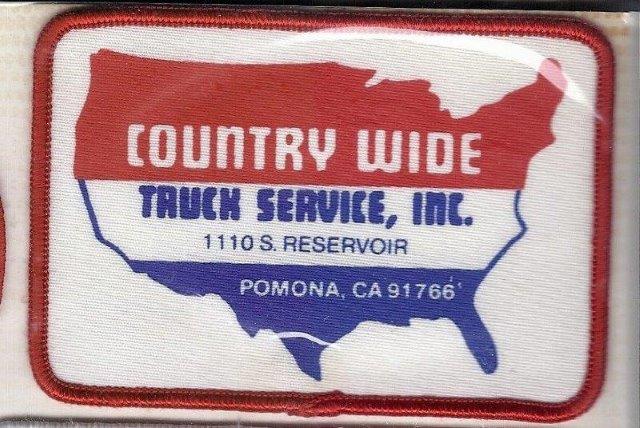 COUNTRY WIDE
TRUCK SERVICE, INC.
1110 S. RESERVOIR
POMONA, CA 91766